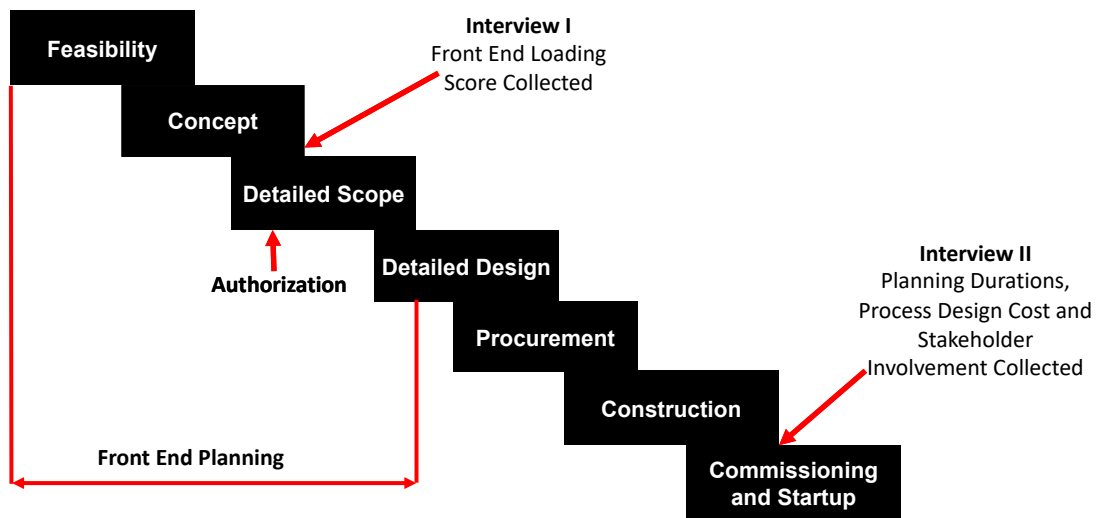 Feasibility
Interview I
Front End Loading
Score Collected
Concept
Detailed Scope
Authorization
Detailed Design
Interview II
Planning Durations,
Process Design Cost and
Stakeholder
Involvement Collected
Procurement
Construction
Front End Planning
Commissioning
and Startup